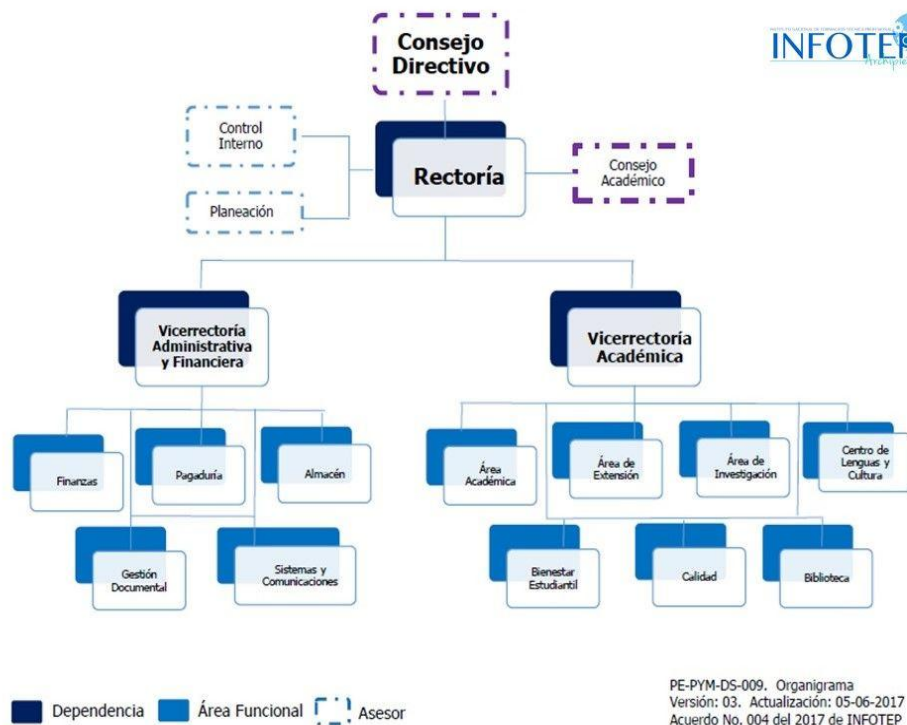 Consejo
Directivo
INFOTEP
Archipiélago
Control
Interno
Rectoría
Consejo
Académico
Planeación
Vicerrectoría
Administrativa
y Financiera
Vicerrectoría
Académica
Finanzas
Pagaduría
Almacén
Área
Académica
Área de
Extensión
Área de
Investigación
Centro de
Lenguas y
Cultura
Gestión
Documental
Sistemas y
Comunicaciones
Bienestar
Estudiantil
Calidad
Biblioteca
Dependencia
Área Funcional
Asesor
PE-PYM-DS-009. Organigrama
Versión: 03. Actualización: 05-06-2017
Acuerdo No. 004 del 2017 de INFOTEP